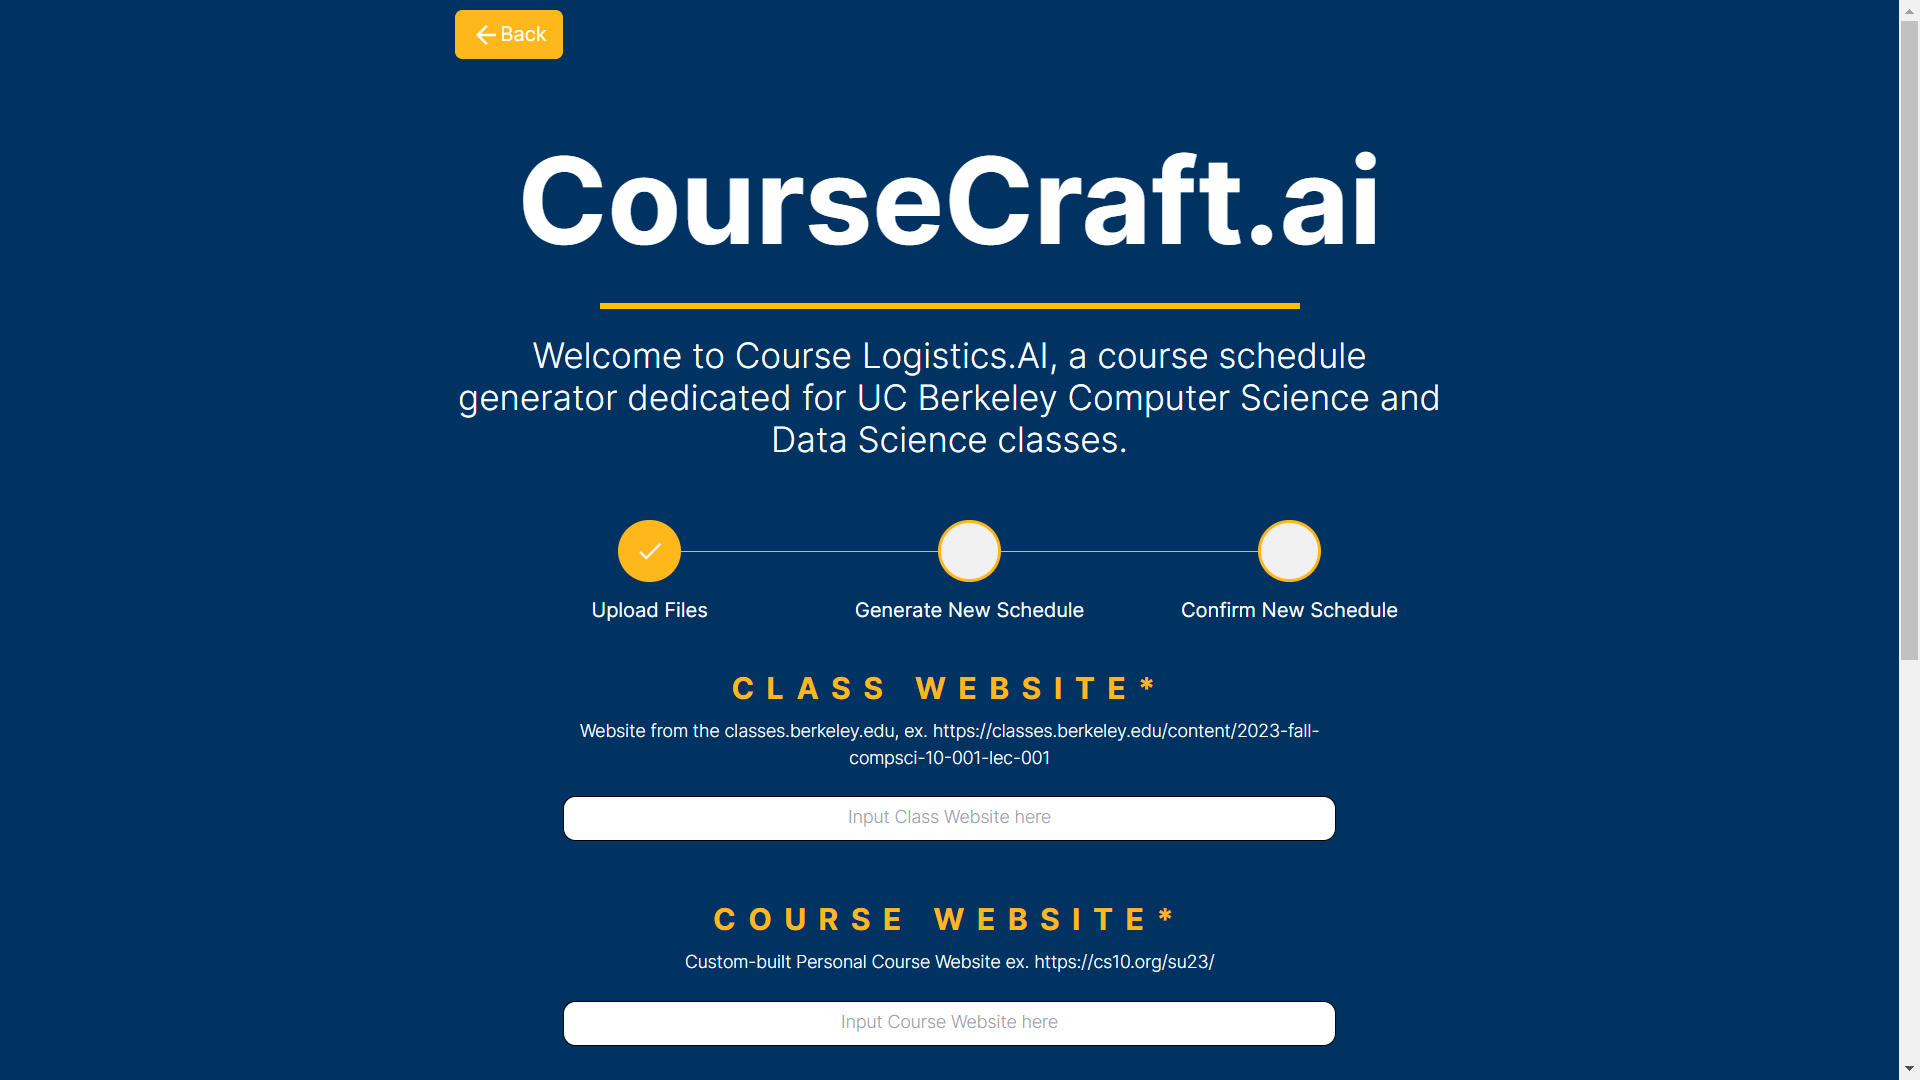 Back
CourseCraft.ai
Welcome to Course Logistics.AI, a course schedule
generator dedicated for UC Berkeley Computer Science and
Data Science classes.
Upload Files
Generate New Schedule
Confirm New Schedule
CLASS WEBSITE*
Website from the classes.berkeley.edu, ex. https://classes.berkeley.edu/content/2023-fall-
compsci-10-001-lec-001
Input Class Website here
COURSE WEBSITE*
Custom-built Personal Course Website ex. https://cs10.org/su23/
Input Course Website here